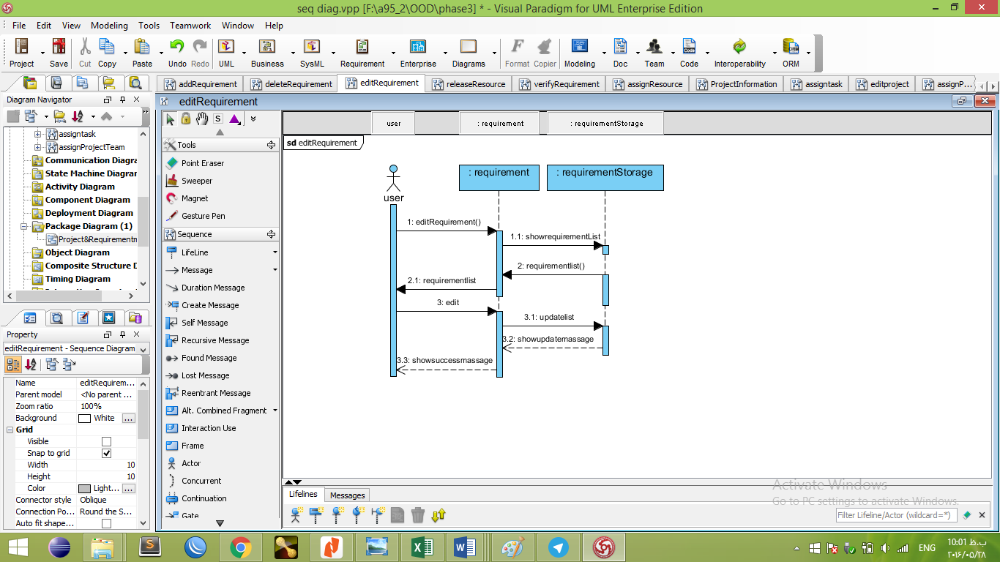 seq diag.vpp [F:\a95_2\OOD\phase3] * - Visual Paradigm for UML Enterprise Edition
File Edit View Modeling Tools Teamwork Window Help
Project Save Cut Copy Paste Undo Redo UML Business SysML Requirement Enterprise Diagrams Format Copier Modeling Doc Team Code Interoperability ORM
addRequirement deleteRequirement editRequirement releaseResource verifyRequirement assignResource ProjectInformation assigntask editproject assignP...
Diagram Navigator
assigntask
assignProjectTeam
Communication Diagra
State Machine Diagran
Activity Diagram
Component Diagram
Deployment Diagram
Package Diagram (1)
Project&Requirementn
Object Diagram
Composite Structure D
Timing Diagram
Property
editRequirement - Sequence Diagram
Name editRequirem...
Parent model <No parent ...
Zoom ratio 100%
Background White ...
Grid
Visible
Snap to grid
Width 10
Height 10
Color Light... ...
Connector style Oblique
Connection Po... Round the S...
Auto fit shape...
editRequirement
S
Tools
Point Eraser
Sweeper
Magnet
Gesture Pen
Sequence
LifeLine
Message
Duration Message
Create Message
Self Message
Recursive Message
Found Message
Lost Message
Reentrant Message
Alt. Combined Fragment
Interaction Use
Frame
Actor
Concurrent
Continuation
Gate
user : requirement : requirementStorage
sd editRequirement
: requirement : requirementStorage
user
1: editRequirement()
1.1: showrequirementList
2: requirementlist()
2.1: requirementlist
3: edit
3.1: updatelist
3.2: showupdatemassage
3.3: showsuccessmassage
Lifelines Messages
Activate Windows
Go to PC settings to activate Windows.
Filter Lifeline/Actor (wildcard=*)
ENG
10:01 ب.ظ
۲۰۱۶/۰۵/۲۸